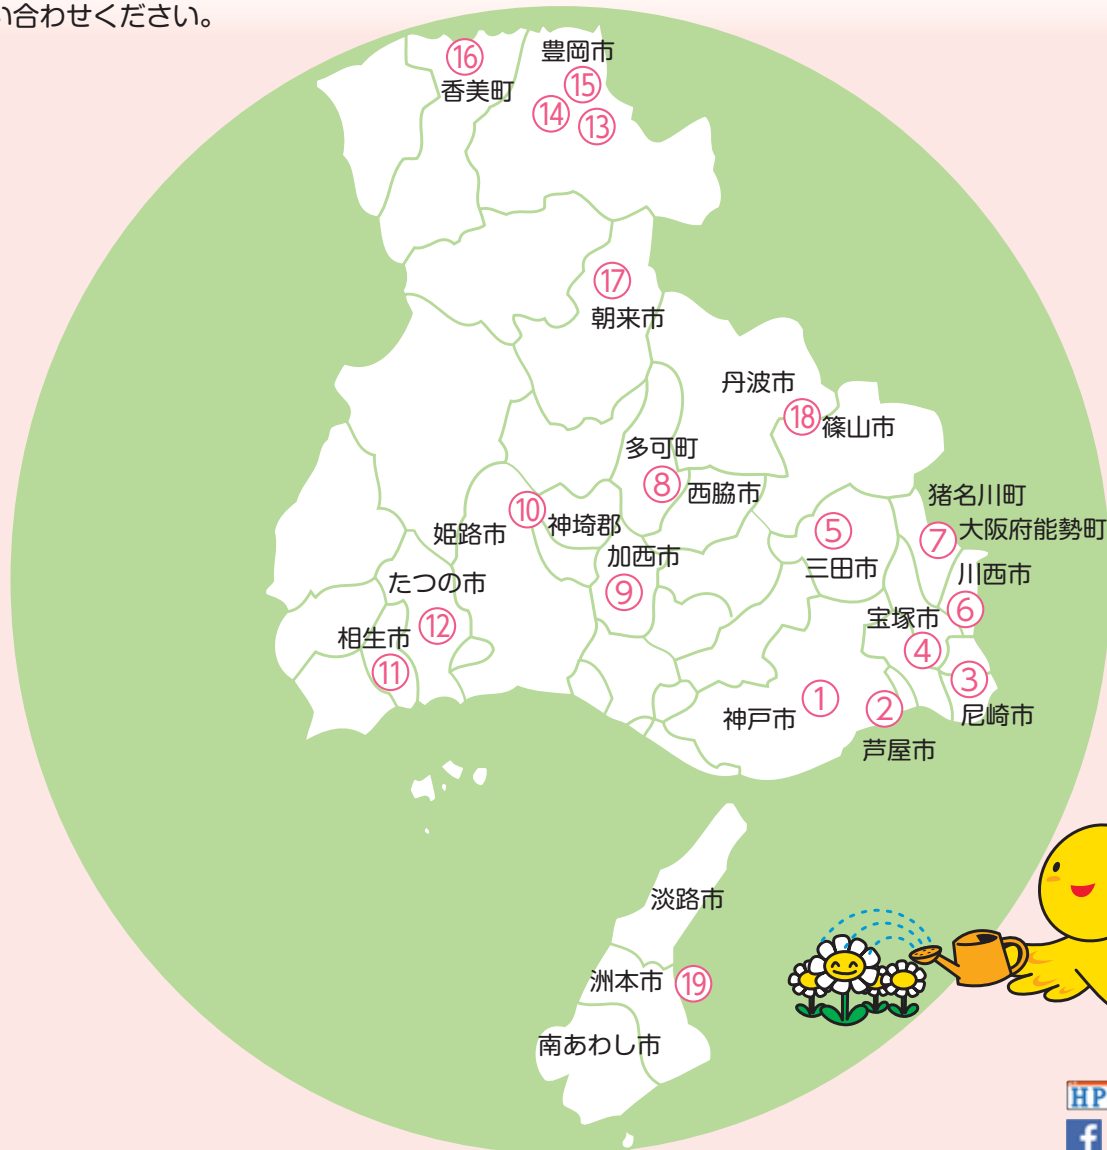 い合わせください。
⑯
香美町
豊岡市
⑮
⑭
⑬
⑰
朝来市
丹波市
⑱
篠山市
多可町
⑧
西脇市
猪名川町
⑦
大阪府能勢町
⑩
神埼郡
姫路市
⑤
三田市
加西市
⑨
川西市
⑥
たつの市
⑫
宝塚市
④
相生市
⑪
③
尼崎市
神戸市
①
②
芦屋市
淡路市
洲本市
⑲
南あわし市
HP
f